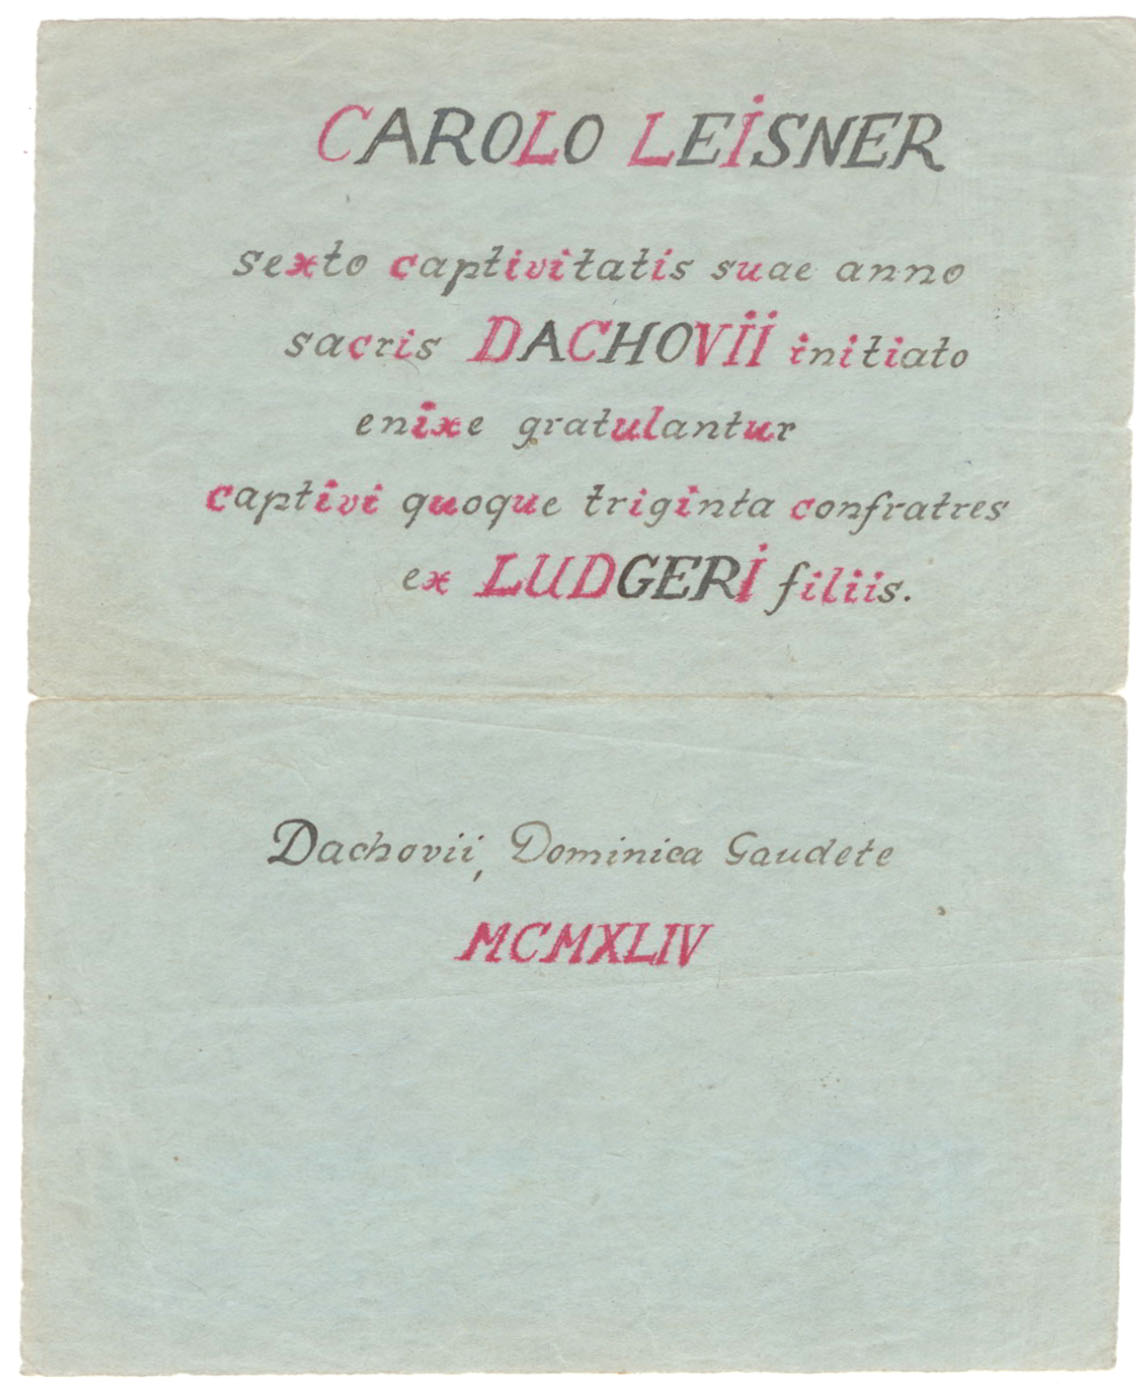 CAROLO LEISNER
sexto captivitatis suae anno
sacris DACHOVII initiato
enixe gratulantur
captivi quoque triginta confratres
ex LUDGERI filiis.
Dachovii, Dominica Gaudete
MCMXLIV